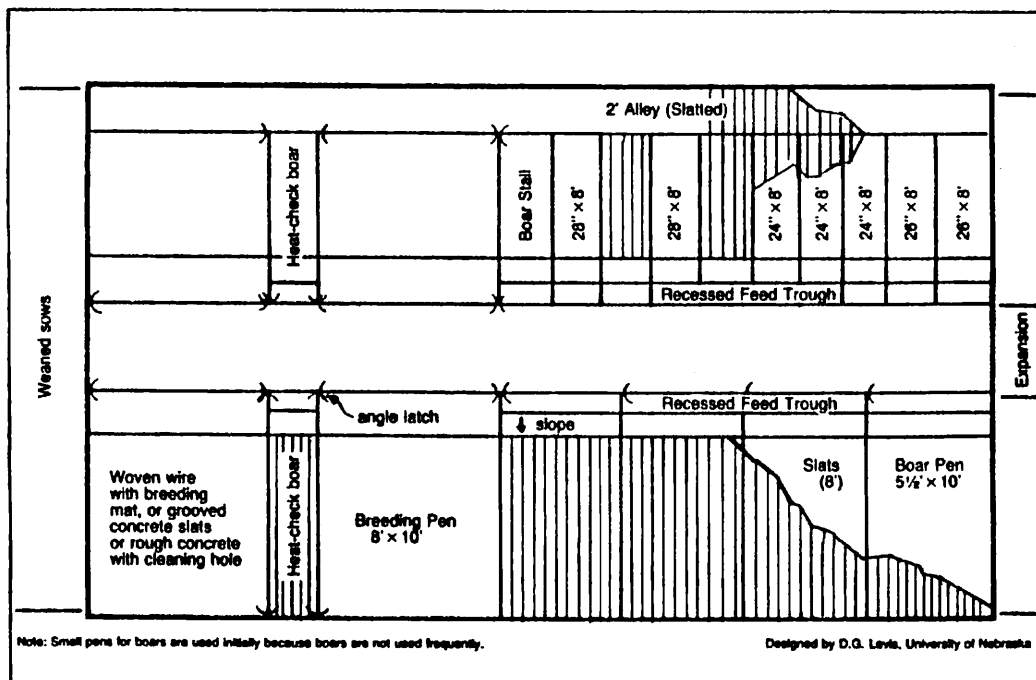 2' Alley (Slatted)
Heat-check boar
Boar Stall
28" × 8'
28" × 8'
24" × 8'
24" × 8'
24" × 8'
26" × 8'
26" × 8'
Recessed Feed Trough
Weaned sows
Expansion
angle latch
Recessed Feed Trough
slope
Woven wire
with breeding
mat, or grooved
concrete slats
or rough concrete
with cleaning hole
Heat-check boar
Breeding Pen
8' × 10'
Slats
(8')
Boar Pen
5½' × 10'
Note: Small pens for boars are used initially because boars are not used frequently.
Designed by D.G. Levis, University of Nebraska